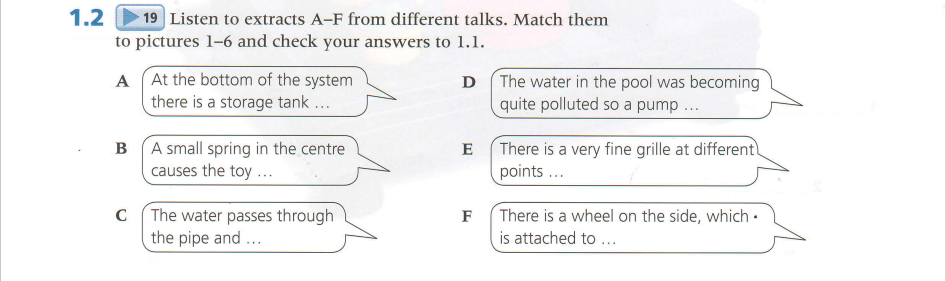 1.2 19 Listen to extracts A–F from different talks. Match them
to pictures 1–6 and check your answers to 1.1.
A At the bottom of the system
there is a storage tank ...
B A small spring in the centre
causes the toy ...
C The water passes through
the pipe and ...
D The water in the pool was becoming
quite polluted so a pump ...
E There is a very fine grille at different
points ...
F There is a wheel on the side, which
is attached to ...